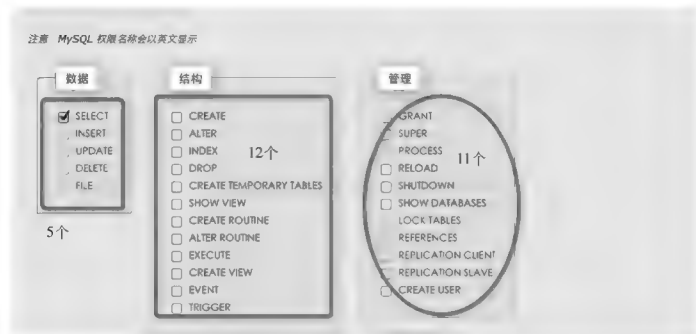 注意 MySQL 权限名称会以英文显示
数据
SELECT
INSERT
UPDATE
DELETE
FILE
5个
结构
CREATE
ALTER
INDEX
DROP
CREATE TEMPORARY TABLES
SHOW VIEW
CREATE ROUTINE
ALTER ROUTINE
EXECUTE
CREATE VIEW
EVENT
TRIGGER
12个
管理
GRANT
SUPER
PROCESS
RELOAD
SHUTDOWN
SHOW DATABASES
LOCK TABLES
REFERENCES
REPLICATION CLIENT
REPLICATION SLAVE
CREATE USER
11个